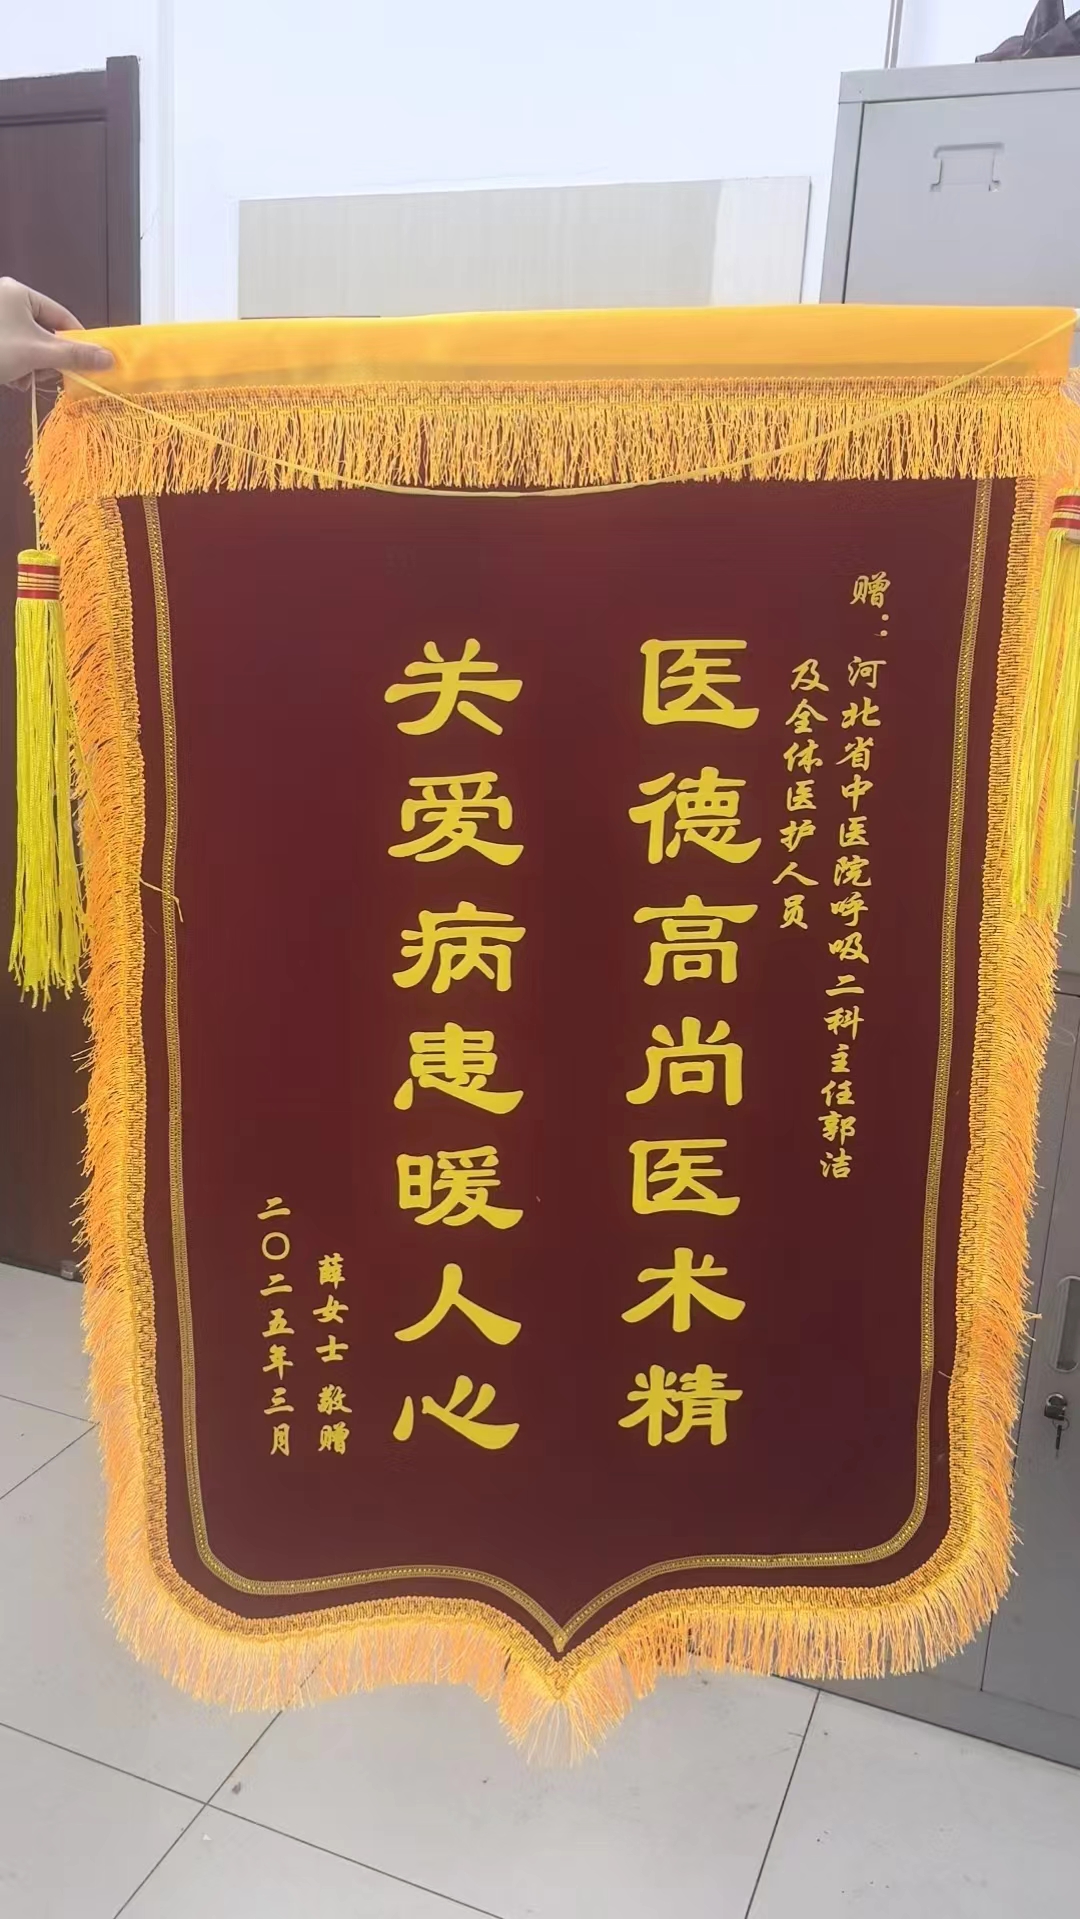 赠：河北省中医院呼吸二科主任郭洁
及全体医护人员
医德高尚医术精
关爱病患暖人心
薛女士 敬赠
二〇二五年三月